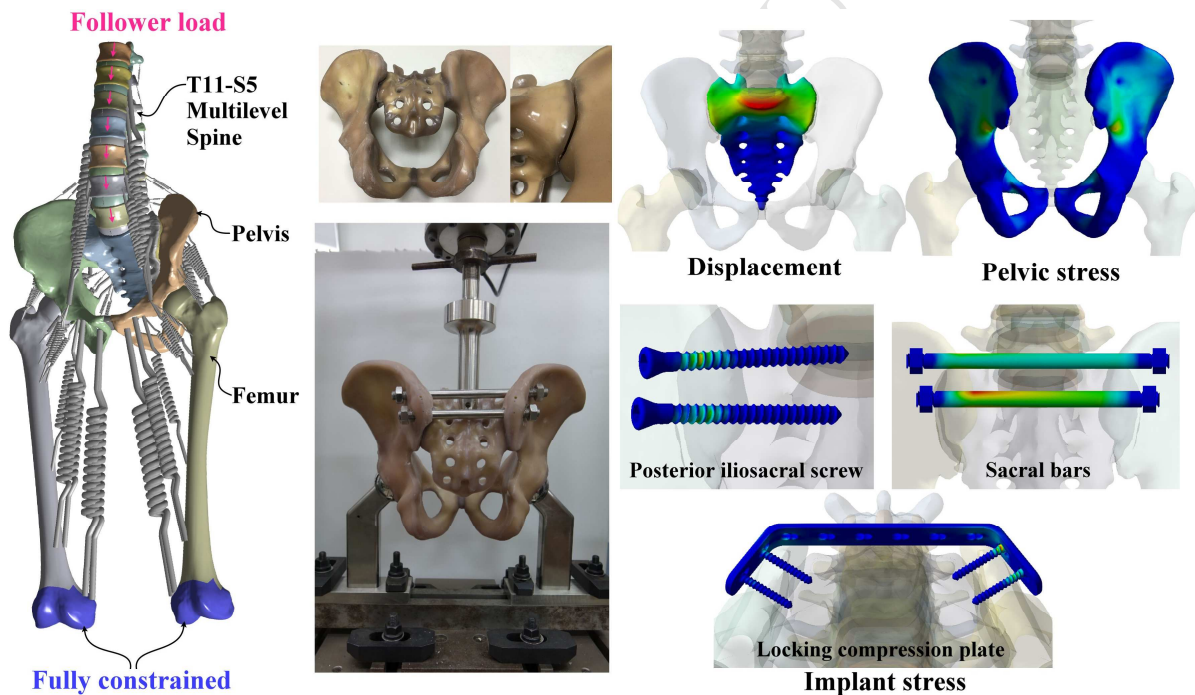 Follower load
T11-S5
Multilevel
Spine
Pelvis
Femur
Fully constrained
Displacement
Pelvic stress
Posterior iliosacral screw
Sacral bars
Locking compression plate
Implant stress